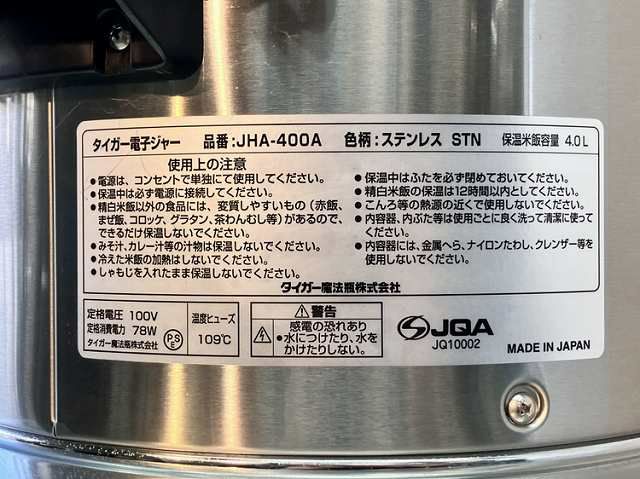 タイガー電子ジャー 品番:JHA-400A 色柄:ステンレス STN 保温米飯容量 4.0L
使用上の注意
●電源は、コンセントで単独にて使用してください。
●保温中は必ず電源に接続してください。
●精白米飯以外の食品には、変質しやすいもの(赤飯、
まぜ飯、コロッケ、グラタン、茶わんむし等)があるので、
できるだけ保温しないでください。
●みそ汁、カレー汁等の汁物は保温しないでください。
●冷えた米飯の加熱はしないでください。
●しゃもじを入れたまま保温しないでください。
●保温中はふたを必ず閉めておいてください。
●精白米飯の保温は12時間以内としてください。
●こんろ等の熱源の近くで使用しないでください。
●内容器、内ぶた等は使用ごとに良く洗って清潔に使って
ください。
●内容器には、金属へら、ナイロンたわし、クレンザー等を
使用しないでください。
タイガー魔法瓶株式会社
定格電圧 100V
定格消費電力 78W
タイガー魔法瓶株式会社
PS
E
温度ヒューズ
109℃
警告
感電の恐れあり
●水につけたり、水を
かけたりしない。
JQA
JQ10002
MADE IN JAPAN